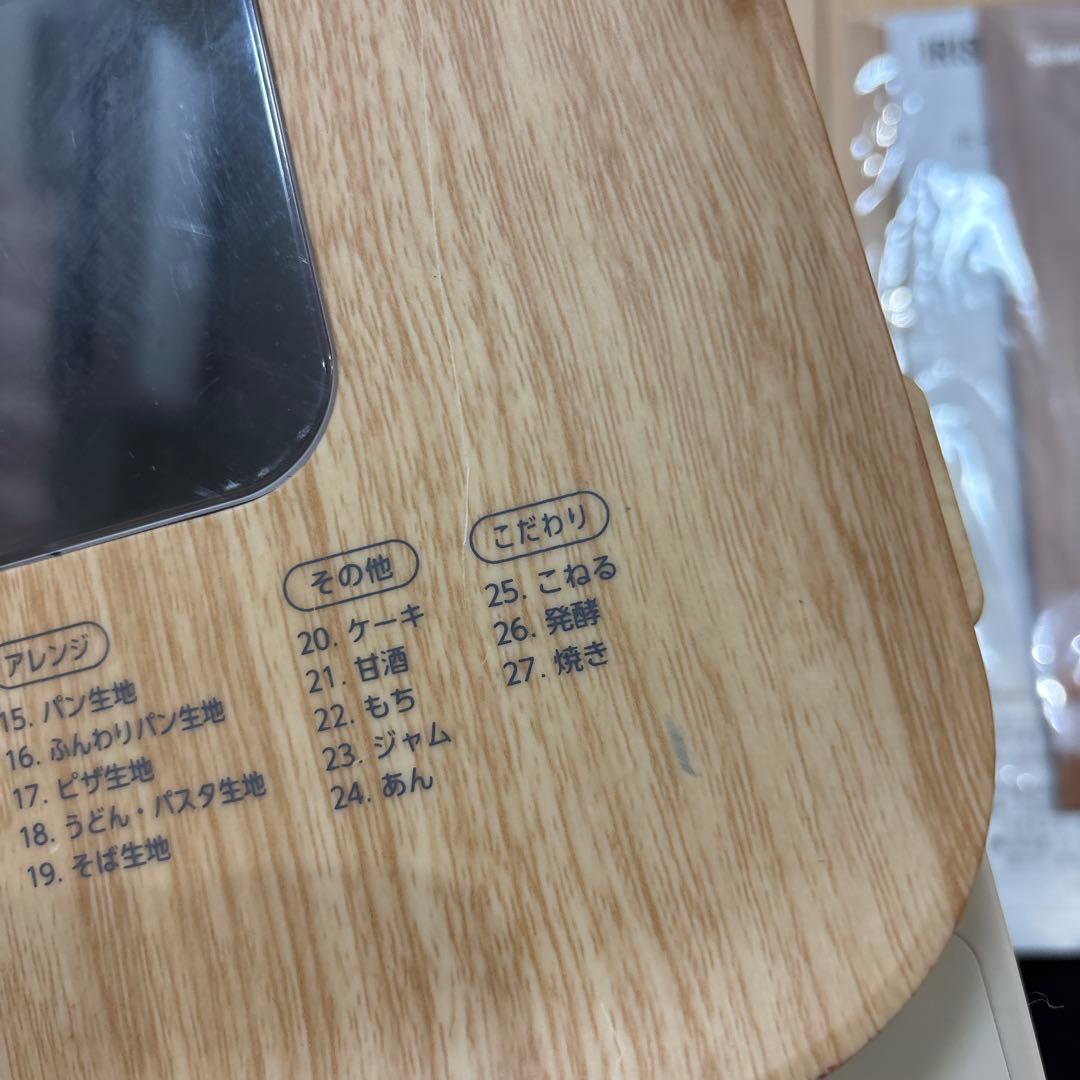 アレンジ
15. パン生地
16. ふんわりパン生地
17. ピザ生地
18. うどん・パスタ生地
19. そば生地
その他
20. ケーキ
21. 甘酒
22. もち
23. ジャム
24. あん
こだわり
25. こねる
26. 発酵
27. 焼き
IRIS